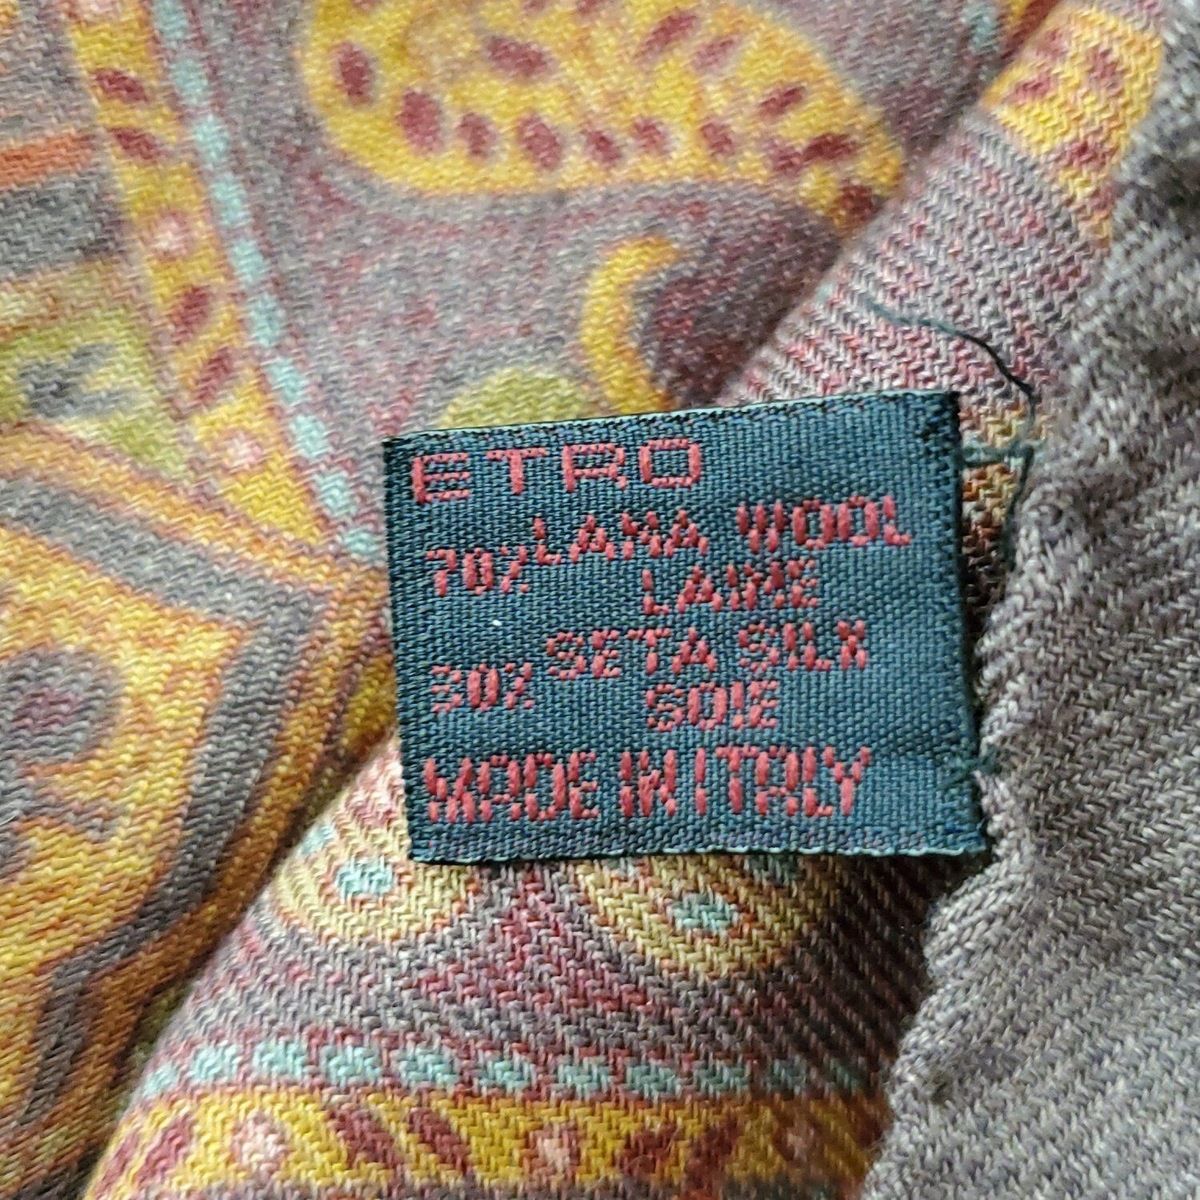 ETRO
70% LANA WOOL
LAINE
30% SETA SILK
SOIE
MADE IN ITALY